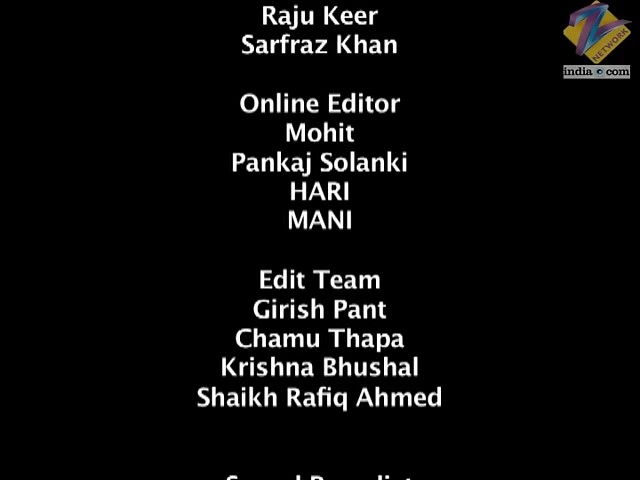 Raju Keer
Sarfraz Khan
Online Editor
Mohit
Pankaj Solanki
HARI
MANI
Edit Team
Girish Pant
Chamu Thapa
Krishna Bhushal
Shaikh Rafiq Ahmed
Z
NETWORK
india.com